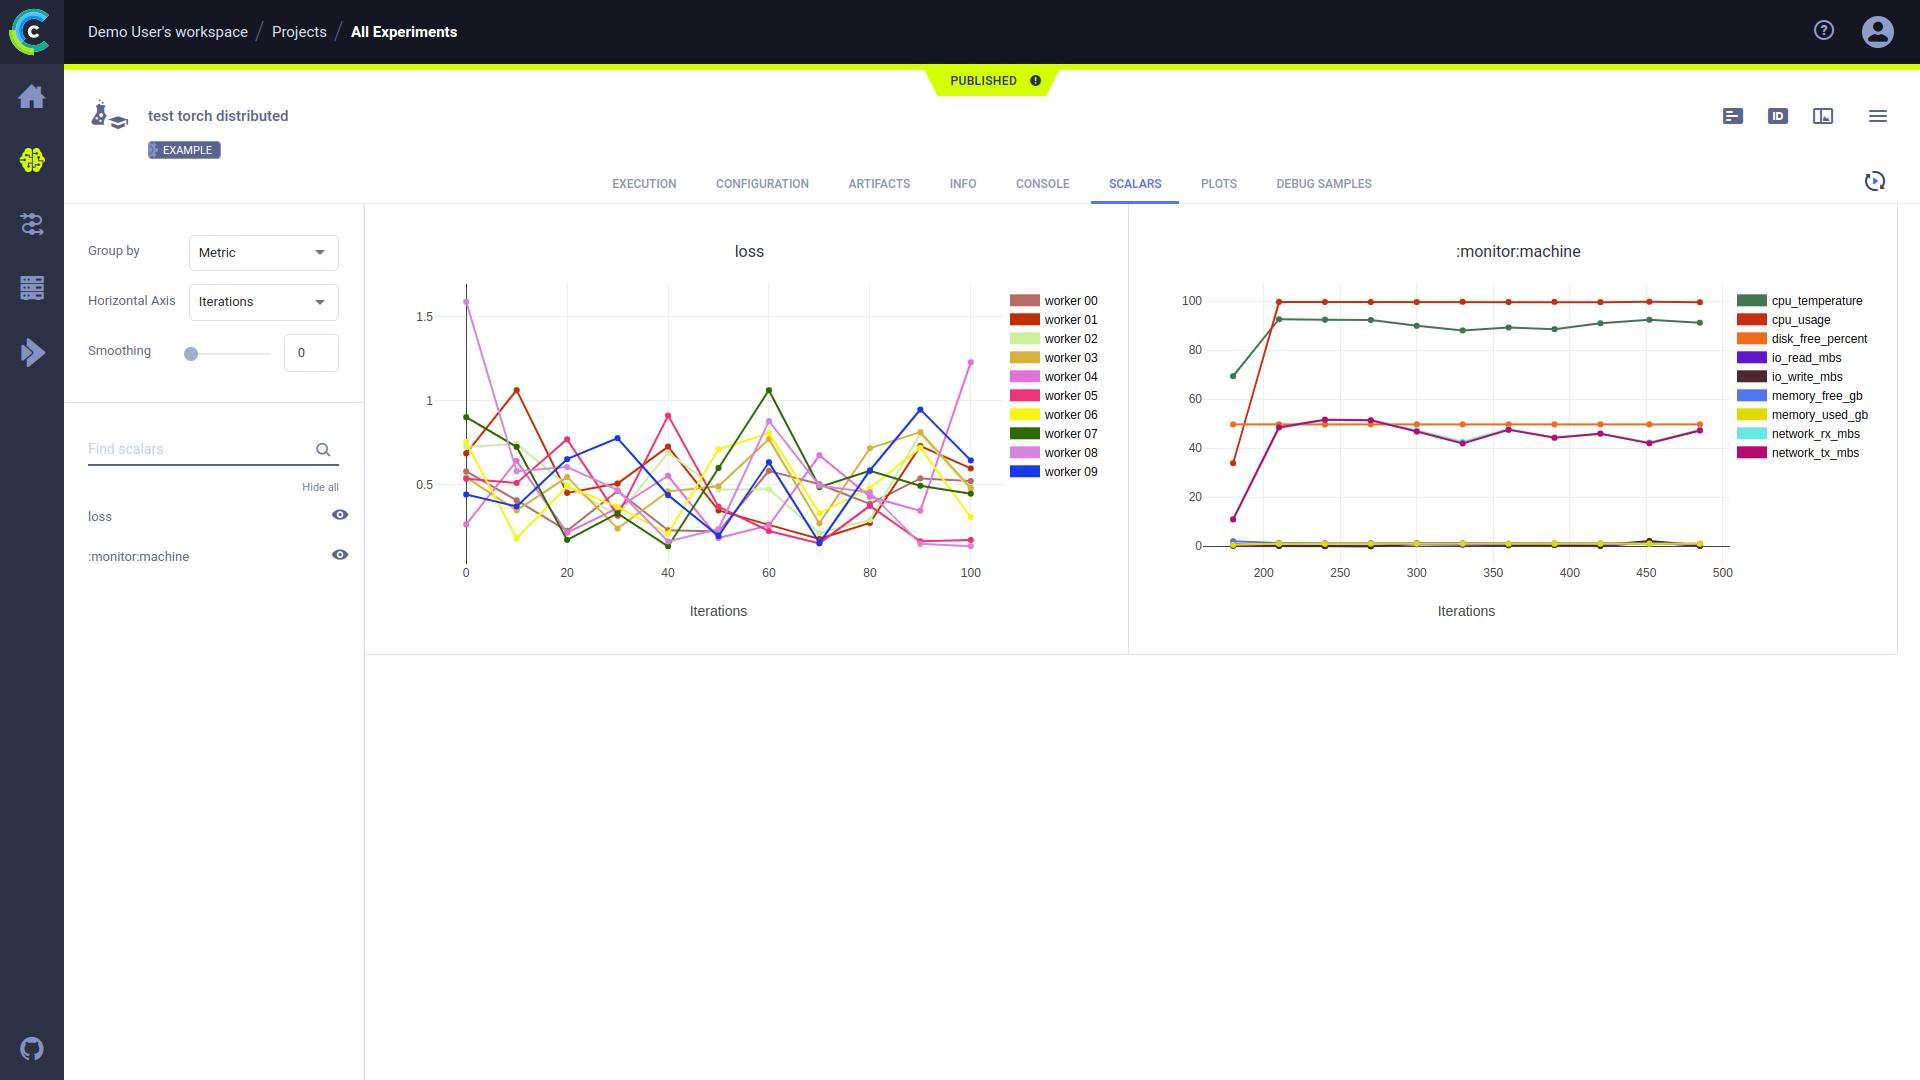 Demo User's workspace / Projects / All Experiments
PUBLISHED
test torch distributed
ID
EXAMPLE
EXECUTION CONFIGURATION ARTIFACTS INFO CONSOLE SCALARS PLOTS DEBUG SAMPLES
Group by Metric
Horizontal Axis Iterations
Smoothing 0
Find scalars
Hide all
loss
:monitor:machine
loss
1.5
1
0.5
0 20 40 60 80 100
Iterations
worker 00
worker 01
worker 02
worker 03
worker 04
worker 05
worker 06
worker 07
worker 08
worker 09
:monitor:machine
100
80
60
40
20
0
200 250 300 350 400 450 500
Iterations
cpu_temperature
cpu_usage
disk_free_percent
io_read_mbs
io_write_mbs
memory_free_gb
memory_used_gb
network_rx_mbs
network_tx_mbs